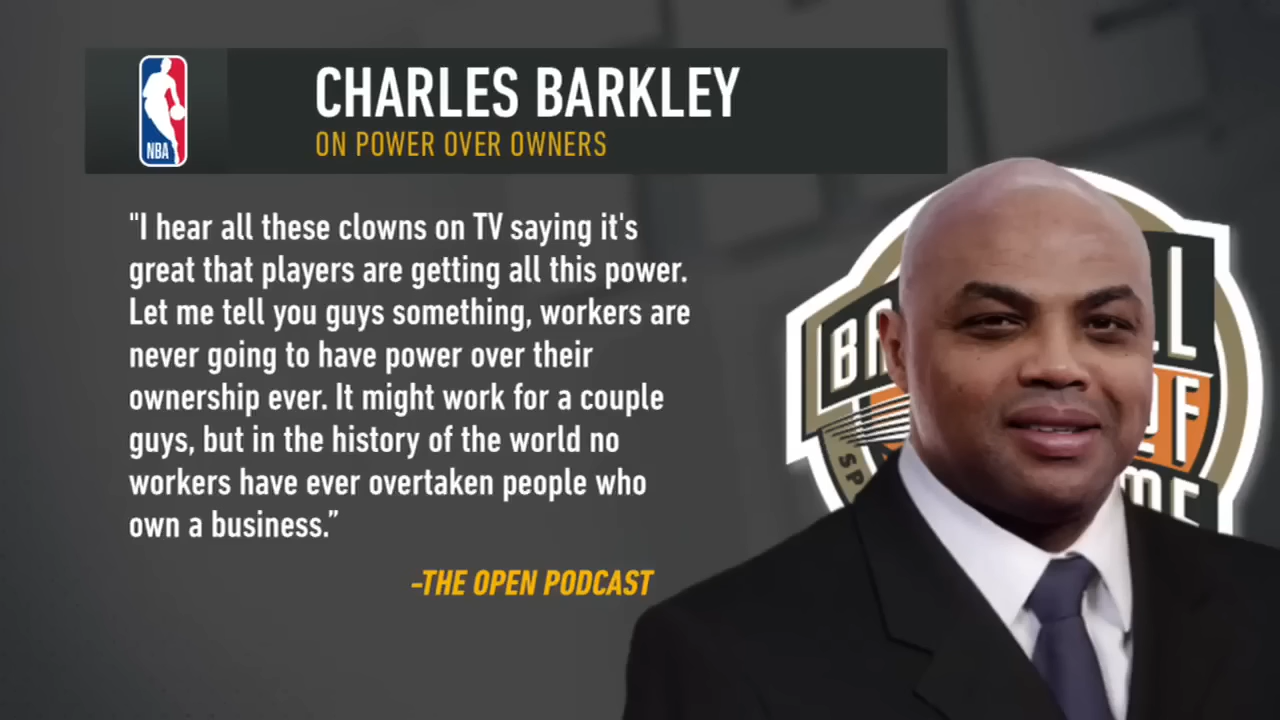 NBA
CHARLES BARKLEY
ON POWER OVER OWNERS
"I hear all these clowns on TV saying it's
great that players are getting all this power.
Let me tell you guys something, workers are
never going to have power over their
ownership ever. It might work for a couple
guys, but in the history of the world no
workers have ever overtaken people who
own a business.”
-THE OPEN PODCAST